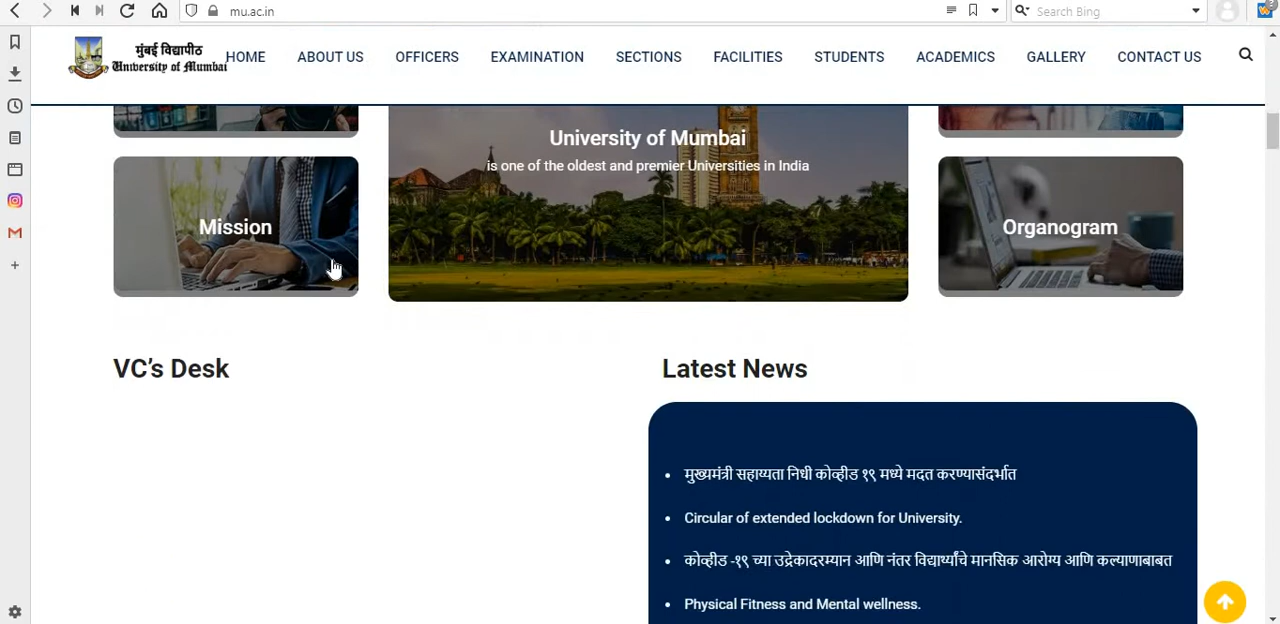 mu.ac.in
Search Bing
मुंबई विद्यापीठ
University of Mumbai
HOME
ABOUT US
OFFICERS
EXAMINATION
SECTIONS
FACILITIES
STUDENTS
ACADEMICS
GALLERY
CONTACT US
University of Mumbai
is one of the oldest and premier Universities in India
Mission
Organogram
VC's Desk
Latest News
मुख्यमंत्री सहाय्यता निधी कोव्हीड १९ मध्ये मदत करण्यासंदर्भात
Circular of extended lockdown for University.
कोव्हीड -१९ च्या उद्रेकादरम्यान आणि नंतर विद्यार्थ्यांचे मानसिक आरोग्य आणि कल्याणाबाबत
Physical Fitness and Mental wellness.